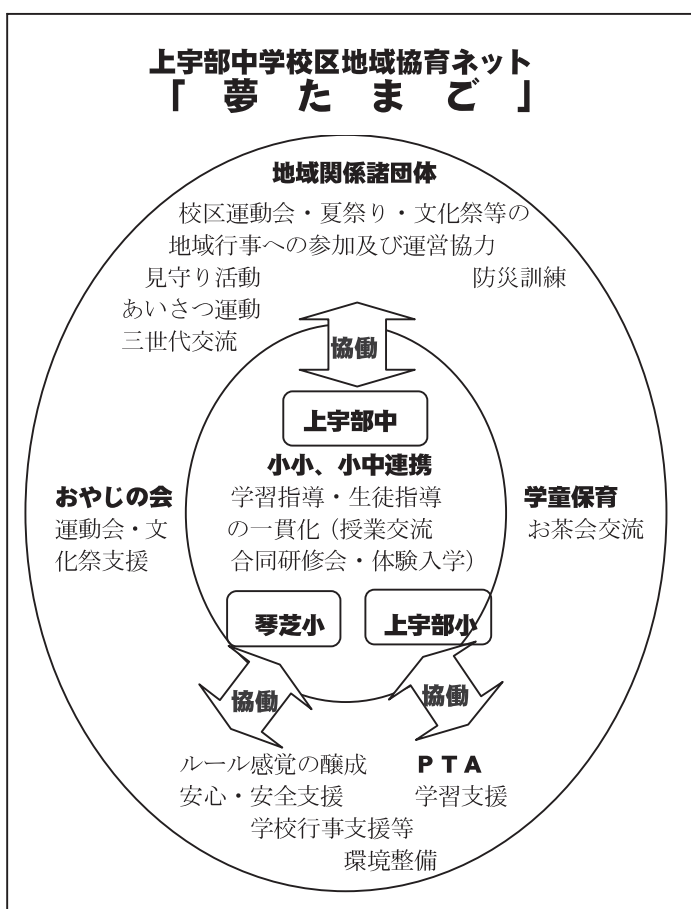 上宇部中学校区地域協育ネット
「夢たまご」
地域関係諸団体
校区運動会・夏祭り・文化祭等の
地域行事への参加及び運営協力
見守り活動
防災訓練
あいさつ運動
三世代交流
協働
上宇部中
小小、小中連携
学習指導・生徒指導
の一貫化（授業交流
合同研修会・体験入学）
おやじの会
運動会・文
化祭支援
学童保育
お茶会交流
琴芝小
上宇部小
協働
協働
ルール感覚の醸成
安心・安全支援
ＰＴＡ
学習支援
学校行事支援等
環境整備